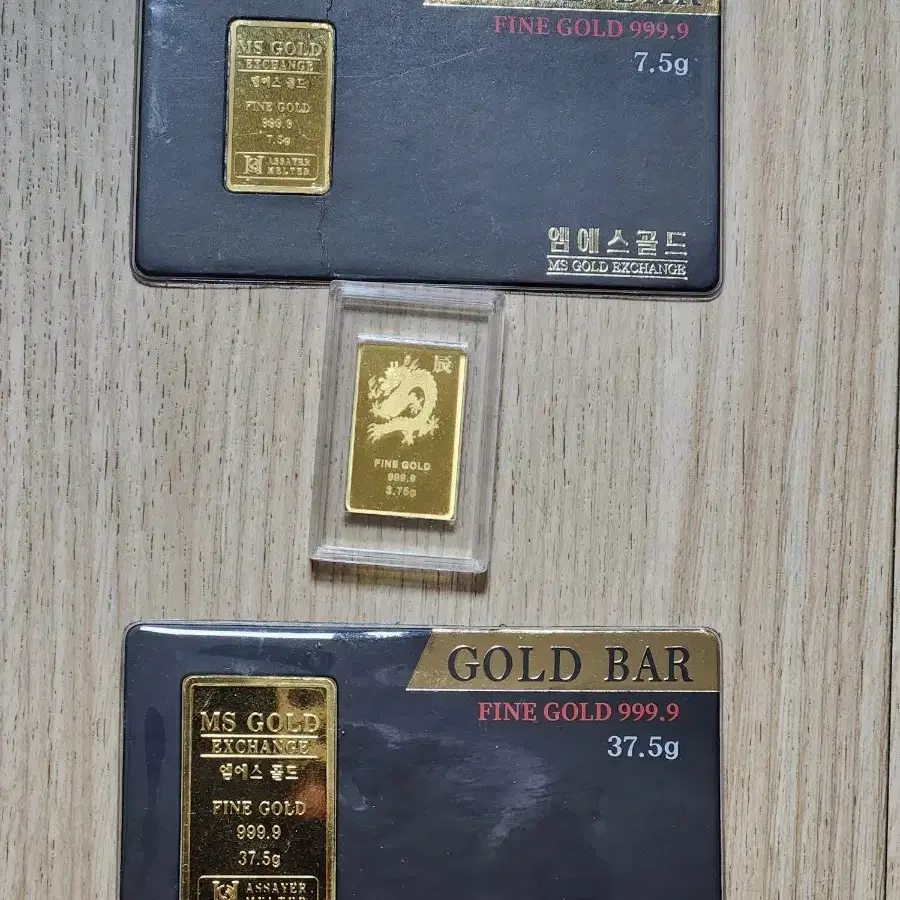 FINE GOLD 999.9
7.5g
MS GOLD
EXCHANGE
엠에스 골드
FINE GOLD
999.9
7.5g
ASSAYER
MELTER
엠에스골드
MS GOLD EXCHANGE
辰
FINE GOLD
999.9
3.75g
GOLD BAR
FINE GOLD 999.9
37.5g
MS GOLD
EXCHANGE
엠에스 골드
FINE GOLD
999.9
37.5g
ASSAYER